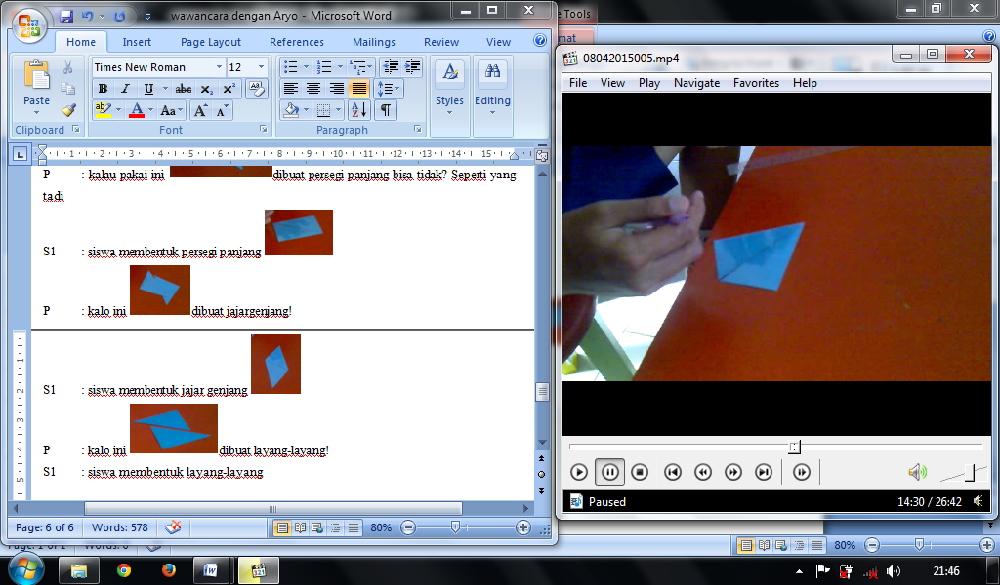 wawancara dengan Aryo - Microsoft Word
Home Insert Page Layout References Mailings Review View
Paste
Times New Roman 12
Styles
Editing
Clipboard Font Paragraph
P : kalau pakai ini dibuat persegi panjang bisa tidak? Seperti yang
tadi
S1 : siswa membentuk persegi panjang
P : kalo ini dibuat jajargenjang!
S1 : siswa membentuk jajar genjang
P : kalo ini dibuat layang-layang!
S1 : siswa membentuk layang-layang
Page: 6 of 6 Words: 578 80%
e Tools
mat
08042015005.mp4
File View Play Navigate Favorites Help
Paused 14:30 / 26:42
80%
21:46